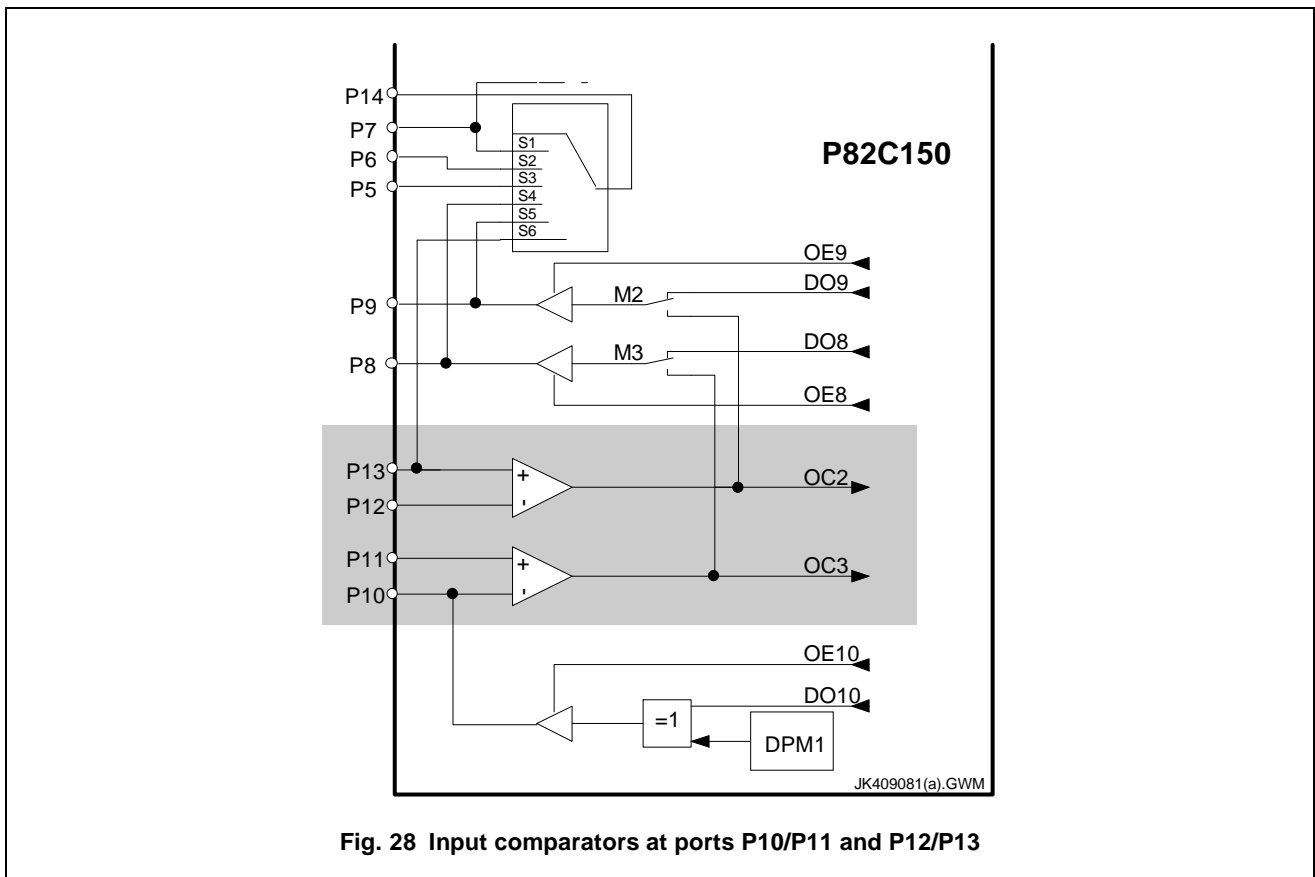 P14
P7
P6
P5
S1
S2
S3
S4
S5
S6
P82C150
OE9
DO9
P9
M2
DO8
P8
M3
OE8
P13
+
-
P12
OC2
P11
+
-
P10
OC3
OE10
DO10
=1
DPM1
JK409081(a).GWM
Fig. 28 Input comparators at ports P10/P11 and P12/P13